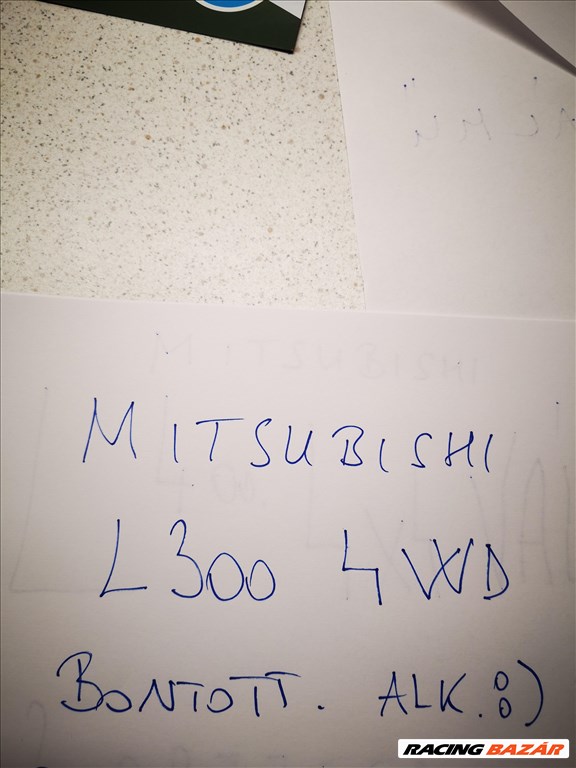 MITSUBISHI
L300 4WD
BONTOTT. ALK.:)
RACING BAZÁR